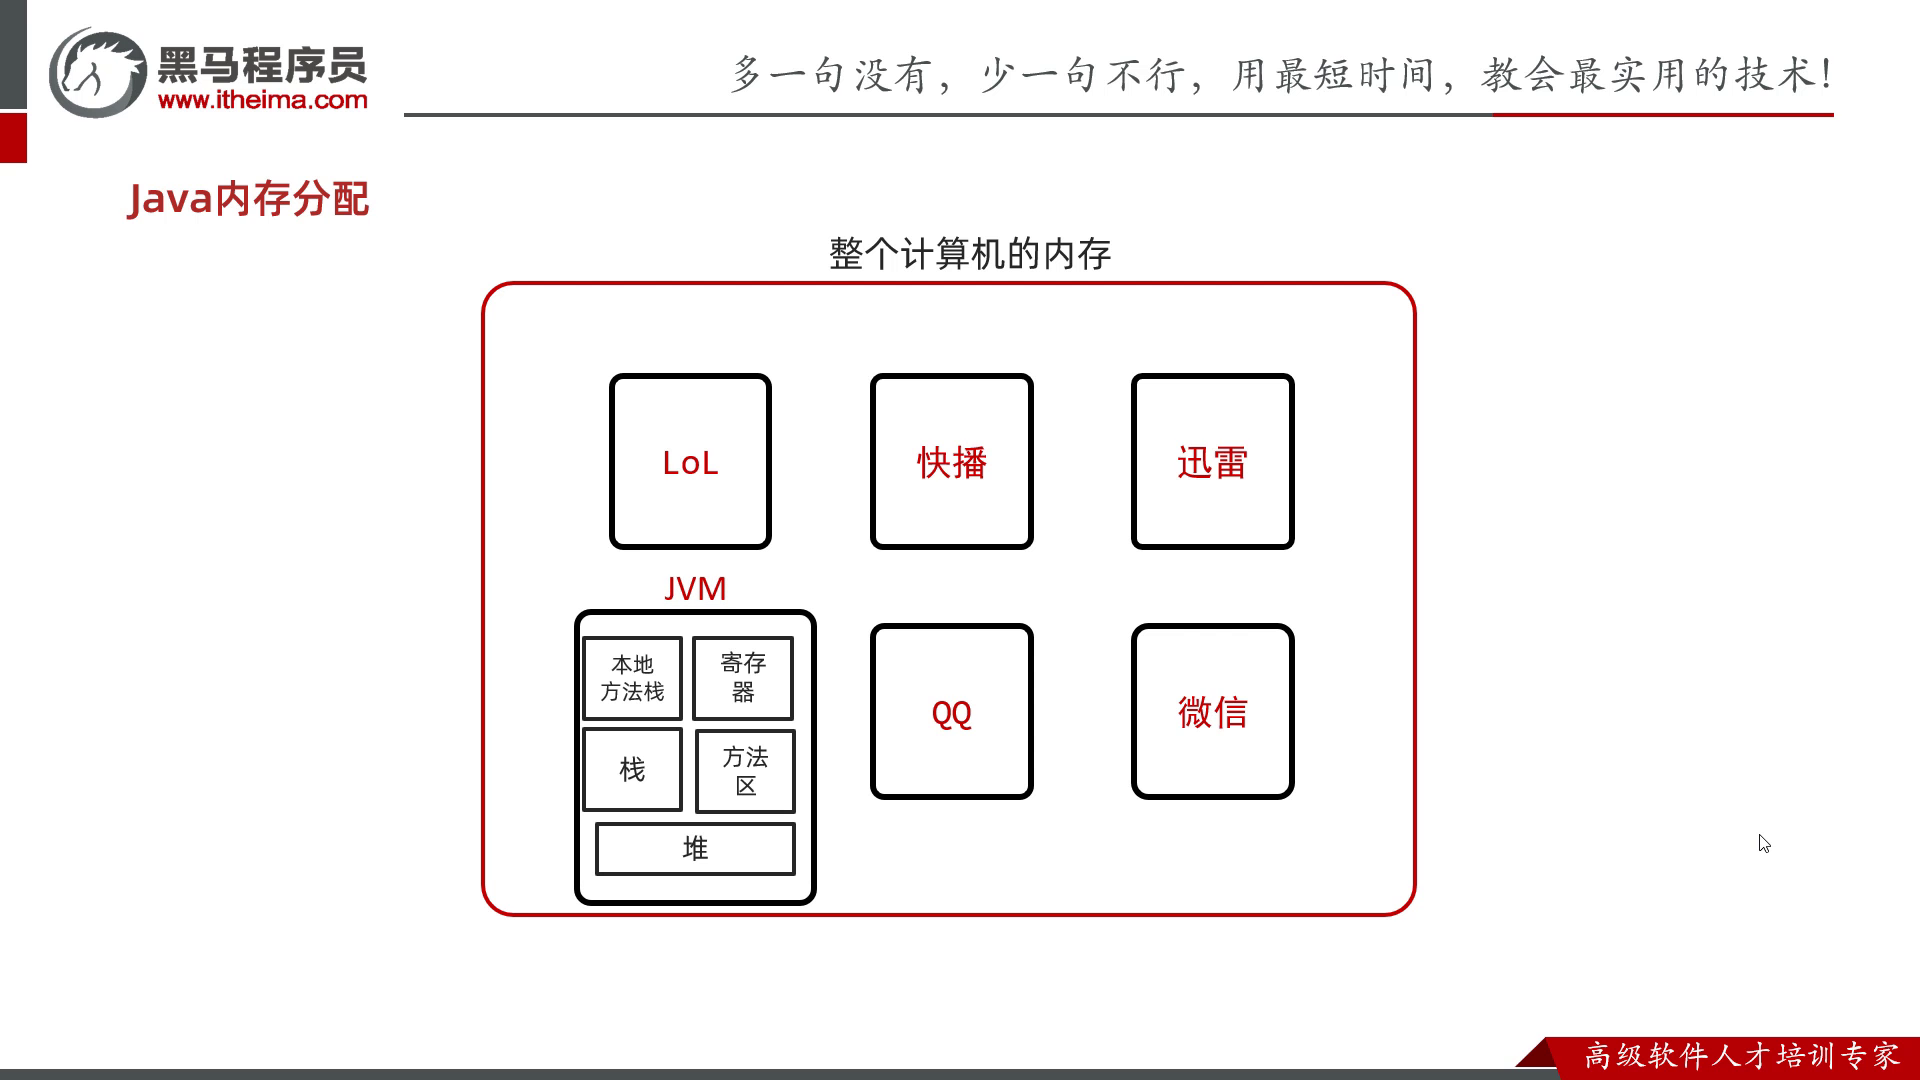 黑马程序员
www.itheima.com
多一句没有，少一句不行，用最短时间，教会最实用的技术！
Java内存分配
整个计算机的内存
LoL
快播
迅雷
JVM
本地
方法栈
寄存
器
栈
方法
区
堆
QQ
微信
高级软件人才培训专家